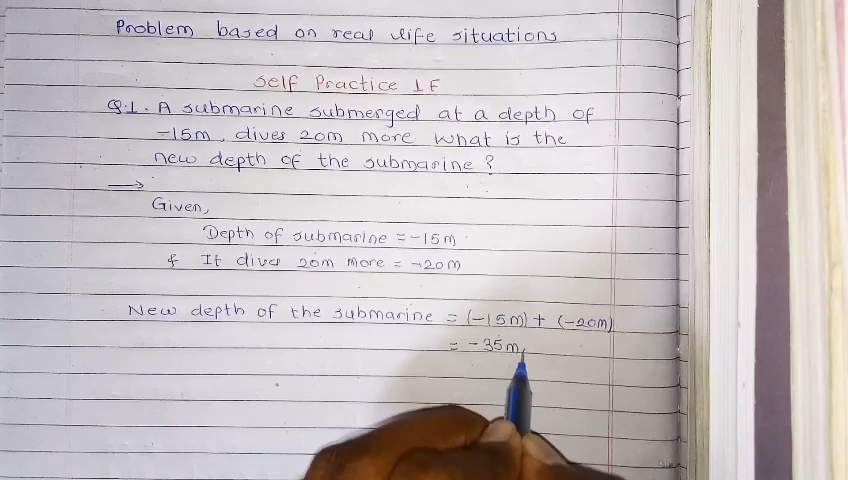 Problem based on real life situations
Self Practice 1F
Q.1. A submarine submerged at a depth of
-15m, dives 20m more what is the
new depth of the submarine?
→
Given,
Depth of submarine = -15m.
& It dives 20m more = -20m
New depth of the submarine = (-15m) + (-20m)
= -35m